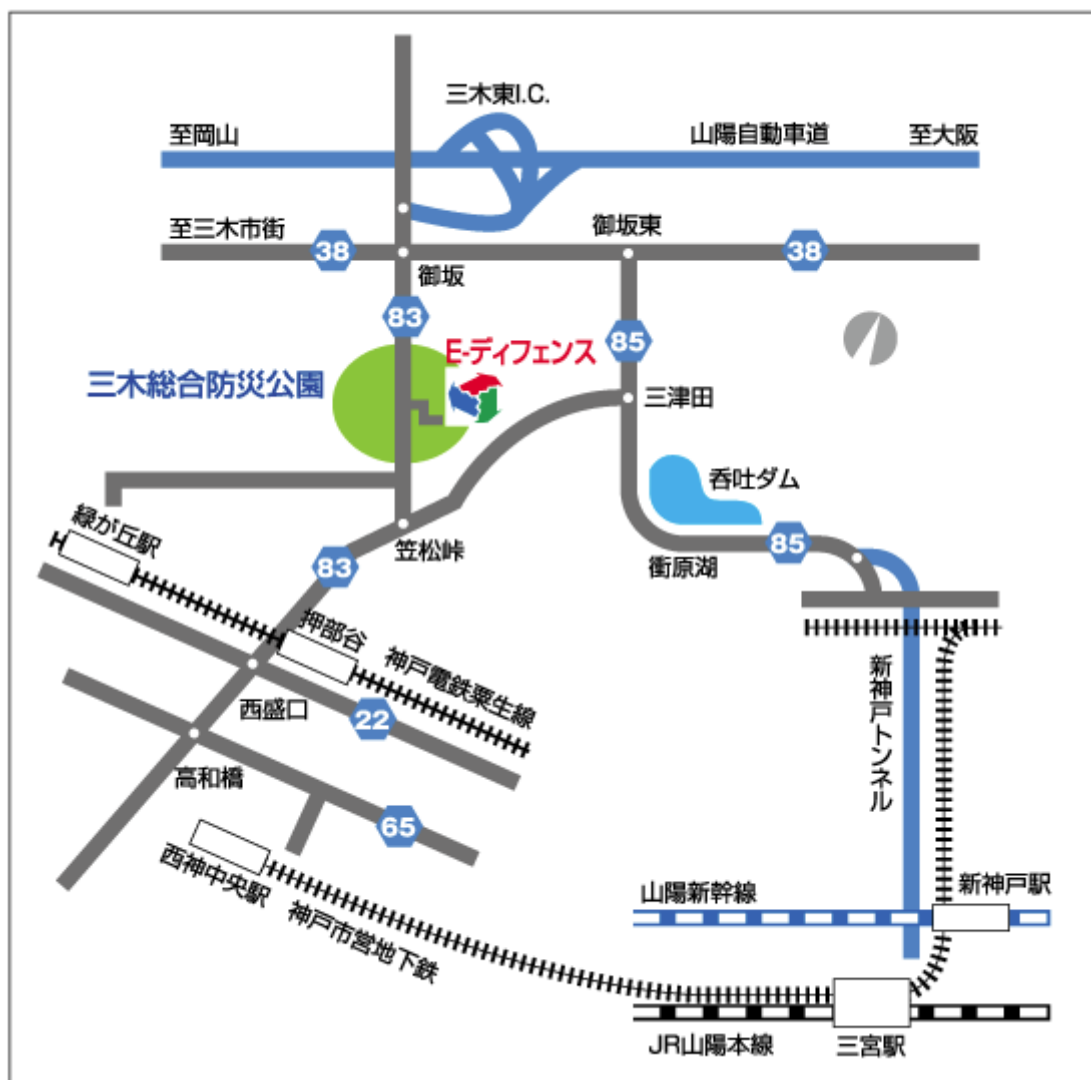 三木東I.C.
至岡山
山陽自動車道
至大阪
至三木市街
38
御坂東
38
御坂
83
85
E-ディフェンス
三木総合防災公園
三津田
呑吐ダム
緑が丘駅
笠松峠
83
85
衝原湖
押部谷
神戸電鉄粟生線
西盛口
22
新神戸トンネル
高和橋
65
西神中央駅
神戸市営地下鉄
山陽新幹線
新神戸駅
JR山陽本線
三宮駅